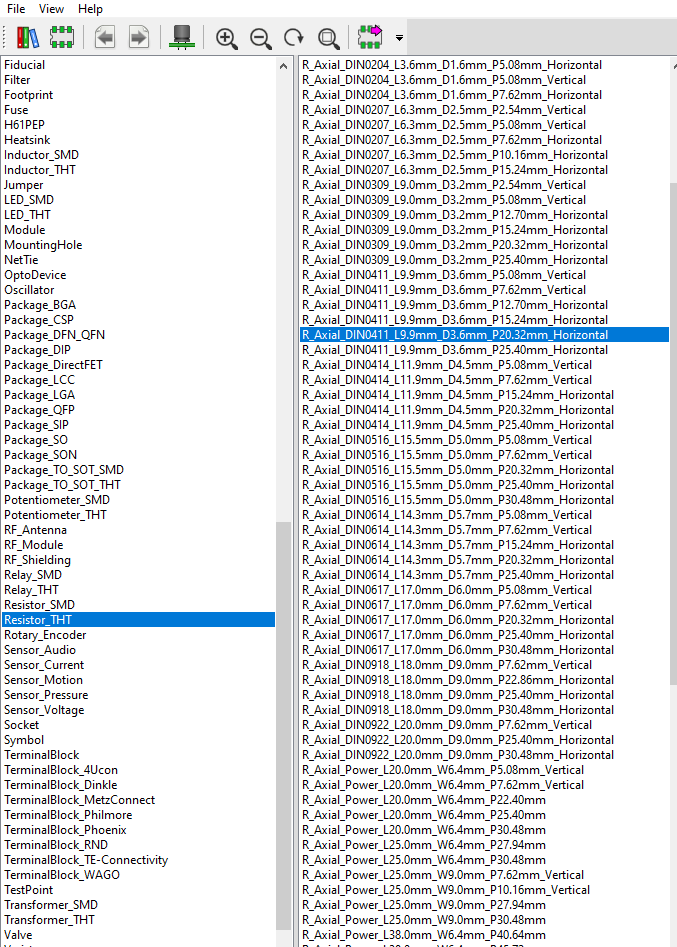 File View Help
Fiducial
Filter
Footprint
Fuse
H61PEP
Heatsink
Inductor_SMD
Inductor_THT
Jumper
LED_SMD
LED_THT
Module
MountingHole
NetTie
OptoDevice
Oscillator
Package_BGA
Package_CSP
Package_DFN_QFN
Package_DIP
Package_DirectFET
Package_LCC
Package_LGA
Package_QFP
Package_SIP
Package_SO
Package_SON
Package_TO_SOT_SMD
Package_TO_SOT_THT
Potentiometer_SMD
Potentiometer_THT
RF_Antenna
RF_Module
RF_Shielding
Relay_SMD
Relay_THT
Resistor_SMD
Resistor_THT
Rotary_Encoder
Sensor_Audio
Sensor_Current
Sensor_Motion
Sensor_Pressure
Sensor_Voltage
Socket
Symbol
TerminalBlock
TerminalBlock_4Ucon
TerminalBlock_Dinkle
TerminalBlock_MetzConnect
TerminalBlock_Philmore
TerminalBlock_Phoenix
TerminalBlock_RND
TerminalBlock_TE-Connectivity
TerminalBlock_WAGO
TestPoint
Transformer_SMD
Transformer_THT
Valve
R_Axial_DIN0204_L3.6mm_D1.6mm_P5.08mm_Horizontal
R_Axial_DIN0204_L3.6mm_D1.6mm_P5.08mm_Vertical
R_Axial_DIN0204_L3.6mm_D1.6mm_P7.62mm_Horizontal
R_Axial_DIN0207_L6.3mm_D2.5mm_P2.54mm_Vertical
R_Axial_DIN0207_L6.3mm_D2.5mm_P5.08mm_Vertical
R_Axial_DIN0207_L6.3mm_D2.5mm_P7.62mm_Horizontal
R_Axial_DIN0207_L6.3mm_D2.5mm_P10.16mm_Horizontal
R_Axial_DIN0207_L6.3mm_D2.5mm_P15.24mm_Horizontal
R_Axial_DIN0309_L9.0mm_D3.2mm_P2.54mm_Vertical
R_Axial_DIN0309_L9.0mm_D3.2mm_P5.08mm_Vertical
R_Axial_DIN0309_L9.0mm_D3.2mm_P12.70mm_Horizontal
R_Axial_DIN0309_L9.0mm_D3.2mm_P15.24mm_Horizontal
R_Axial_DIN0309_L9.0mm_D3.2mm_P20.32mm_Horizontal
R_Axial_DIN0309_L9.0mm_D3.2mm_P25.40mm_Horizontal
R_Axial_DIN0411_L9.9mm_D3.6mm_P5.08mm_Vertical
R_Axial_DIN0411_L9.9mm_D3.6mm_P7.62mm_Vertical
R_Axial_DIN0411_L9.9mm_D3.6mm_P12.70mm_Horizontal
R_Axial_DIN0411_L9.9mm_D3.6mm_P15.24mm_Horizontal
R_Axial_DIN0411_L9.9mm_D3.6mm_P20.32mm_Horizontal
R_Axial_DIN0411_L9.9mm_D3.6mm_P25.40mm_Horizontal
R_Axial_DIN0414_L11.9mm_D4.5mm_P5.08mm_Vertical
R_Axial_DIN0414_L11.9mm_D4.5mm_P7.62mm_Vertical
R_Axial_DIN0414_L11.9mm_D4.5mm_P15.24mm_Horizontal
R_Axial_DIN0414_L11.9mm_D4.5mm_P20.32mm_Horizontal
R_Axial_DIN0414_L11.9mm_D4.5mm_P25.40mm_Horizontal
R_Axial_DIN0516_L15.5mm_D5.0mm_P5.08mm_Vertical
R_Axial_DIN0516_L15.5mm_D5.0mm_P7.62mm_Vertical
R_Axial_DIN0516_L15.5mm_D5.0mm_P20.32mm_Horizontal
R_Axial_DIN0516_L15.5mm_D5.0mm_P25.40mm_Horizontal
R_Axial_DIN0516_L15.5mm_D5.0mm_P30.48mm_Horizontal
R_Axial_DIN0614_L14.3mm_D5.7mm_P5.08mm_Vertical
R_Axial_DIN0614_L14.3mm_D5.7mm_P7.62mm_Vertical
R_Axial_DIN0614_L14.3mm_D5.7mm_P15.24mm_Horizontal
R_Axial_DIN0614_L14.3mm_D5.7mm_P20.32mm_Horizontal
R_Axial_DIN0614_L14.3mm_D5.7mm_P25.40mm_Horizontal
R_Axial_DIN0617_L17.0mm_D6.0mm_P5.08mm_Vertical
R_Axial_DIN0617_L17.0mm_D6.0mm_P7.62mm_Vertical
R_Axial_DIN0617_L17.0mm_D6.0mm_P20.32mm_Horizontal
R_Axial_DIN0617_L17.0mm_D6.0mm_P25.40mm_Horizontal
R_Axial_DIN0617_L17.0mm_D6.0mm_P30.48mm_Horizontal
R_Axial_DIN0918_L18.0mm_D9.0mm_P7.62mm_Vertical
R_Axial_DIN0918_L18.0mm_D9.0mm_P22.86mm_Horizontal
R_Axial_DIN0918_L18.0mm_D9.0mm_P25.40mm_Horizontal
R_Axial_DIN0918_L18.0mm_D9.0mm_P30.48mm_Horizontal
R_Axial_DIN0922_L20.0mm_D9.0mm_P7.62mm_Vertical
R_Axial_DIN0922_L20.0mm_D9.0mm_P25.40mm_Horizontal
R_Axial_DIN0922_L20.0mm_D9.0mm_P30.48mm_Horizontal
R_Axial_Power_L20.0mm_W6.4mm_P5.08mm_Vertical
R_Axial_Power_L20.0mm_W6.4mm_P7.62mm_Vertical
R_Axial_Power_L20.0mm_W6.4mm_P22.40mm
R_Axial_Power_L20.0mm_W6.4mm_P25.40mm
R_Axial_Power_L20.0mm_W6.4mm_P30.48mm
R_Axial_Power_L25.0mm_W6.4mm_P27.94mm
R_Axial_Power_L25.0mm_W6.4mm_P30.48mm
R_Axial_Power_L25.0mm_W9.0mm_P7.62mm_Vertical
R_Axial_Power_L25.0mm_W9.0mm_P10.16mm_Vertical
R_Axial_Power_L25.0mm_W9.0mm_P27.94mm
R_Axial_Power_L25.0mm_W9.0mm_P30.48mm
R_Axial_Power_L38.0mm_W6.4mm_P40.64mm